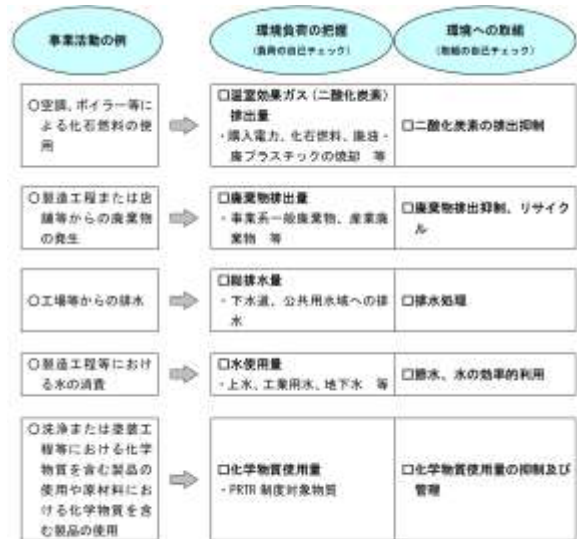 事業活動の例
環境負荷の把握
(負荷の自己チェック)
環境への取組
(取組の自己チェック)
○空調、ボイラー等に
よる化石燃料の使
用
□温室効果ガス(二酸化炭素)
排出量
・購入電力、化石燃料、廃油・
廃プラスチックの焼却 等
□二酸化炭素の排出抑制
○製造工程または店
舗等からの廃棄物
の発生
□廃棄物排出量
・事業系一般廃棄物、産業廃
棄物 等
□廃棄物排出抑制、リサイク
ル
○工場等からの排水
□総排水量
・下水道、公共用水域への排
水
□排水処理
○製造工程等におけ
る水の消費
□水使用量
・上水、工業用水、地下水 等
□節水、水の効率的利用
○洗浄または塗装工
程等における化学
物質を含む製品の
使用や原材料にお
ける化学物質を含
む製品の使用
□化学物質使用量
・PRTR 制度対象物質
□化学物質使用量の抑制及び
管理